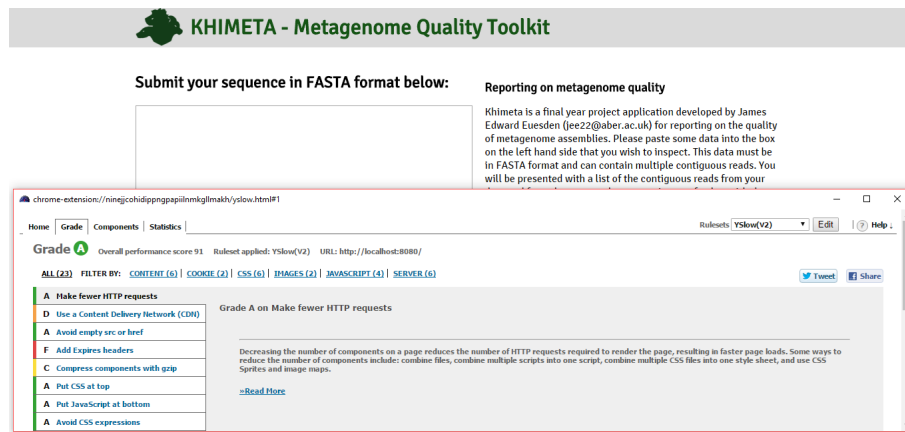 KHIMETA - Metagenome Quality Toolkit
Submit your sequence in FASTA format below:
Reporting on metagenome quality
Khimeta is a final year project application developed by James
Edward Euesden (jee22@aber.ac.uk) for reporting on the quality
of metagenome assemblies. Please paste some data into the box
on the left hand side that you wish to inspect. This data must be
in FASTA format and can contain multiple contiguous reads. You
will be presented with a list of the contiguous reads from your
chrome-extension://ninejjcohidippngpapiilnmkgllmakh/yslow.html#1
Home Grade Components Statistics
Rulesets YSlow(V2) Edit ? Help ↓
Grade A Overall performance score 91 Ruleset applied: YSlow(V2) URL: http://localhost:8080/
ALL (23) FILTER BY: CONTENT (6) | COOKIE (2) | CSS (6) | IMAGES (2) | JAVASCRIPT (4) | SERVER (6)
Tweet Share
A Make fewer HTTP requests
D Use a Content Delivery Network (CDN)
A Avoid empty src or href
F Add Expires headers
C Compress components with gzip
A Put CSS at top
A Put JavaScript at bottom
A Avoid CSS expressions
Grade A on Make fewer HTTP requests
Decreasing the number of components on a page reduces the number of HTTP requests required to render the page, resulting in faster page loads. Some ways to
reduce the number of components include: combine files, combine multiple scripts into one script, combine multiple CSS files into one style sheet, and use CSS
Sprites and image maps.
»Read More